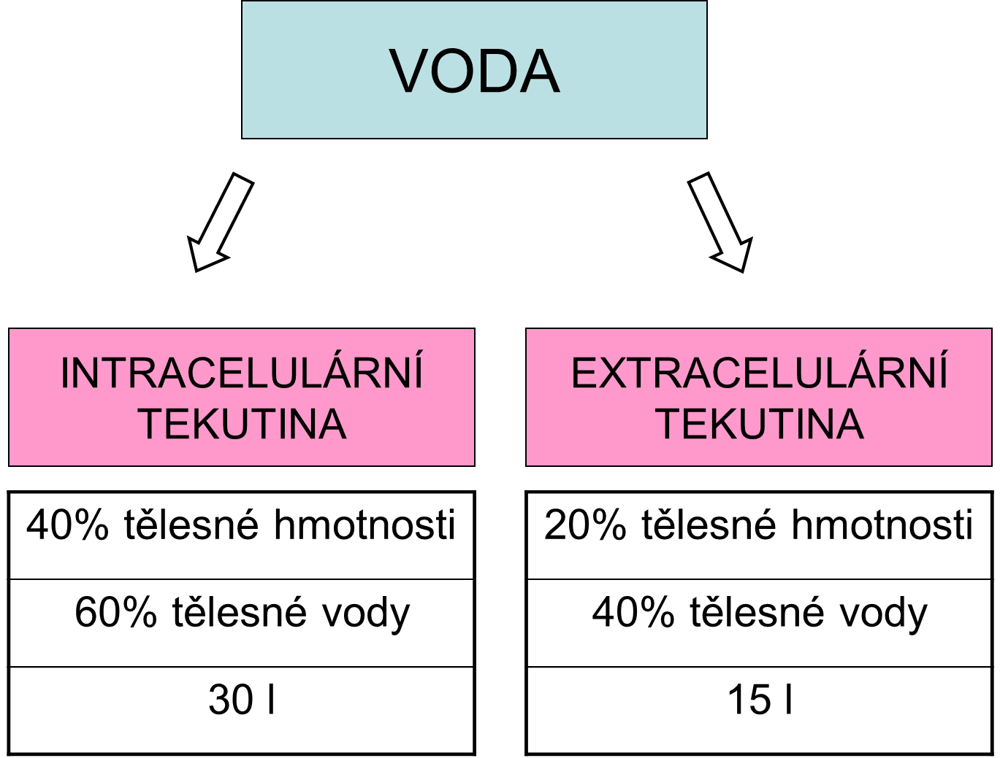 VODA
INTRACELULÁRNÍ
TEKUTINA
EXTRACELULÁRNÍ
TEKUTINA
40% tělesné hmotnosti
60% tělesné vody
30 l
20% tělesné hmotnosti
40% tělesné vody
15 l